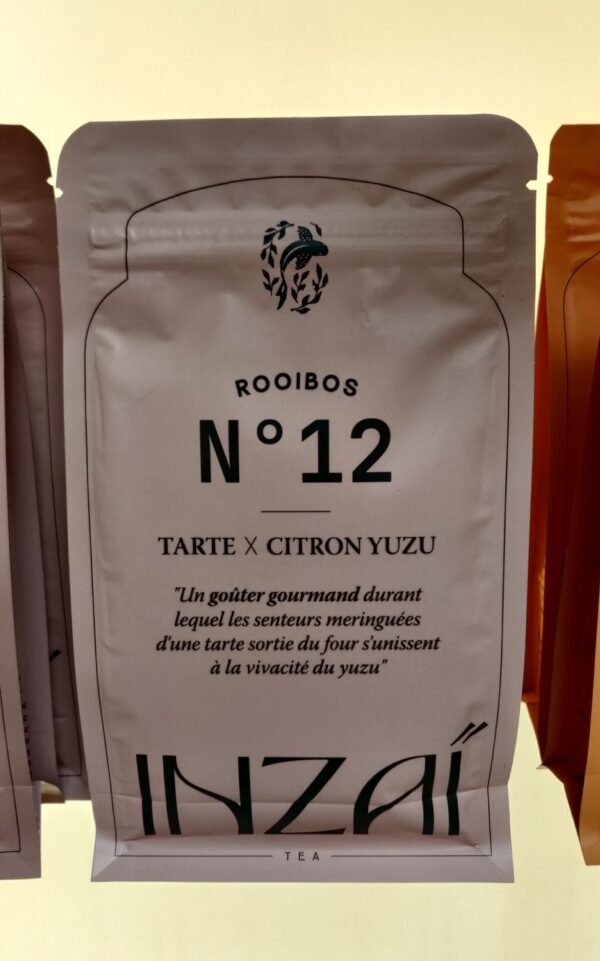 ROOIBOS
N° 12
TARTE X CITRON YUZU
"Un goûter gourmand durant
lequel les senteurs meringuées
d'une tarte sortie du four s'unissent
à la vivacité du yuzu"
INZAÏ
TEA